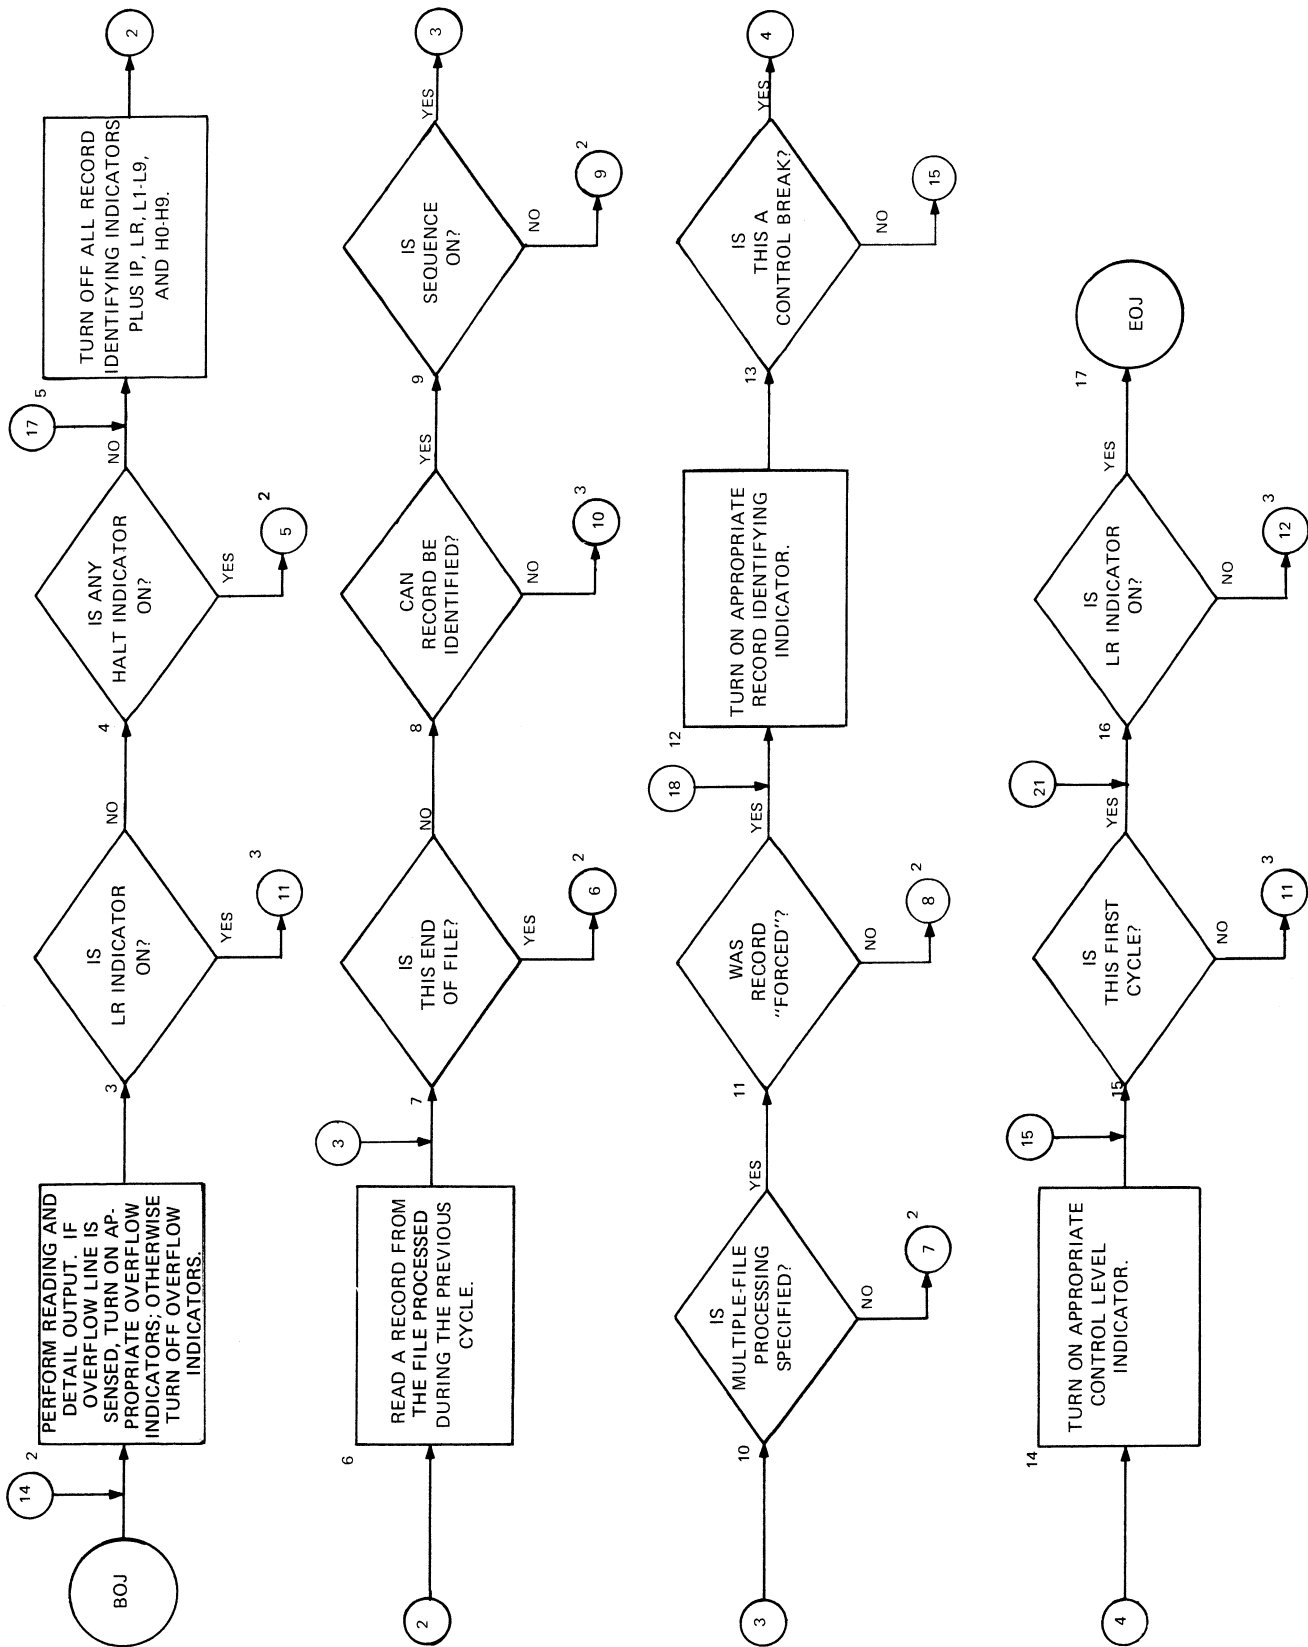 BOJ
14
2
PERFORM READING AND
DETAIL OUTPUT. IF
OVERFLOW LINE IS
SENSED, TURN ON AP-
PROPRIATE OVERFLOW
INDICATORS; OTHERWISE
TURN OFF OVERFLOW
INDICATORS.
3
IS
LR INDICATOR
ON?
YES
11
3
NO
4
IS ANY
HALT INDICATOR
ON?
YES
5
2
NO
17
5
TURN OFF ALL RECORD
IDENTIFYING INDICATORS
PLUS IP, LR, L1-L9,
AND H0-H9.
2
2
6
READ A RECORD FROM
THE FILE PROCESSED
DURING THE PREVIOUS
CYCLE.
3
7
IS
THIS END
OF FILE?
YES
6
2
NO
8
CAN
RECORD BE
IDENTIFIED?
NO
10
3
YES
9
IS
SEQUENCE
ON?
NO
9
2
YES
3
3
10
IS
MULTIPLE-FILE
PROCESSING
SPECIFIED?
NO
7
2
YES
11
WAS
RECORD
"FORCED"?
NO
8
2
YES
18
12
TURN ON APPROPRIATE
RECORD IDENTIFYING
INDICATOR.
13
IS
THIS A
CONTROL BREAK?
NO
15
YES
4
4
14
TURN ON APPROPRIATE
CONTROL LEVEL
INDICATOR.
15
15
IS
THIS FIRST
CYCLE?
NO
11
3
YES
21
16
IS
LR INDICATOR
ON?
NO
12
3
YES
17
EOJ